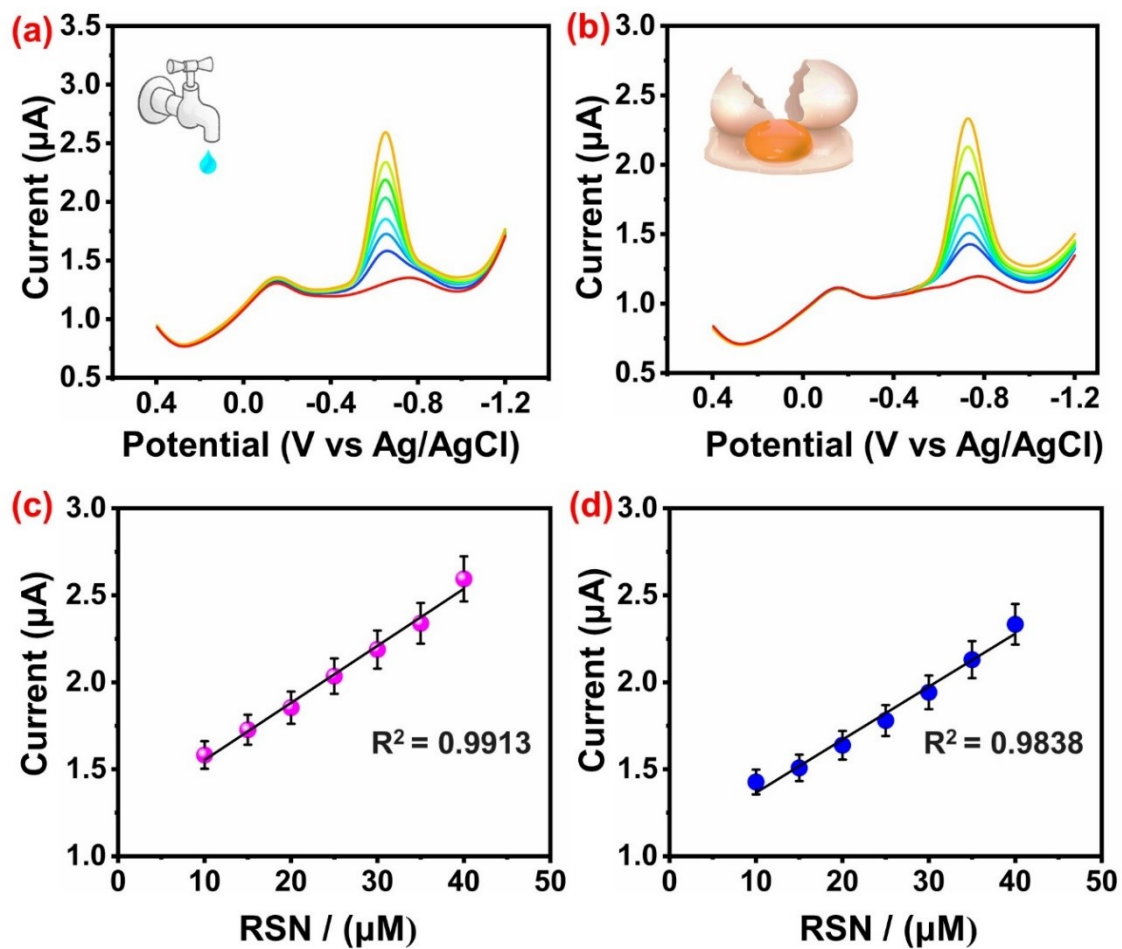 (a)
3.5
3.0
2.5
2.0
1.5
1.0
0.5
Current (µA)
0.4 0.0 -0.4 -0.8 -1.2
Potential (V vs Ag/AgCl)
(b)
3.0
2.5
2.0
1.5
1.0
0.5
Current (µA)
0.4 0.0 -0.4 -0.8 -1.2
Potential (V vs Ag/AgCl)
(c)
3.0
2.5
2.0
1.5
1.0
Current (µA)
R² = 0.9913
0 10 20 30 40 50
RSN / (µM)
(d)
3.0
2.5
2.0
1.5
1.0
Current (µA)
R² = 0.9838
0 10 20 30 40 50
RSN / (µM)